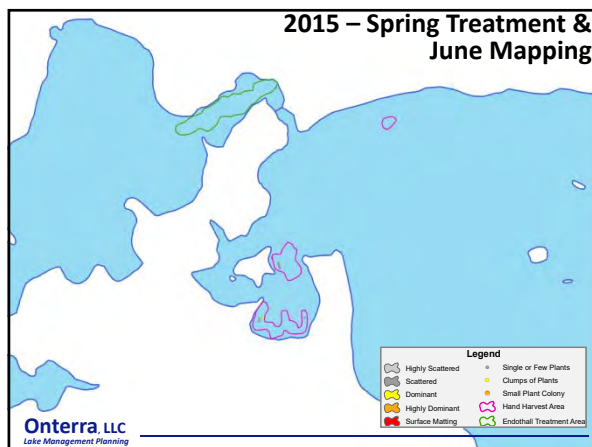 2015 – Spring Treatment &
June Mapping
Legend
Highly Scattered
Scattered
Dominant
Highly Dominant
Surface Matting
Single or Few Plants
Clumps of Plants
Small Plant Colony
Hand Harvest Area
Endothall Treatment Area
Onterra, LLC
Lake Management Planning